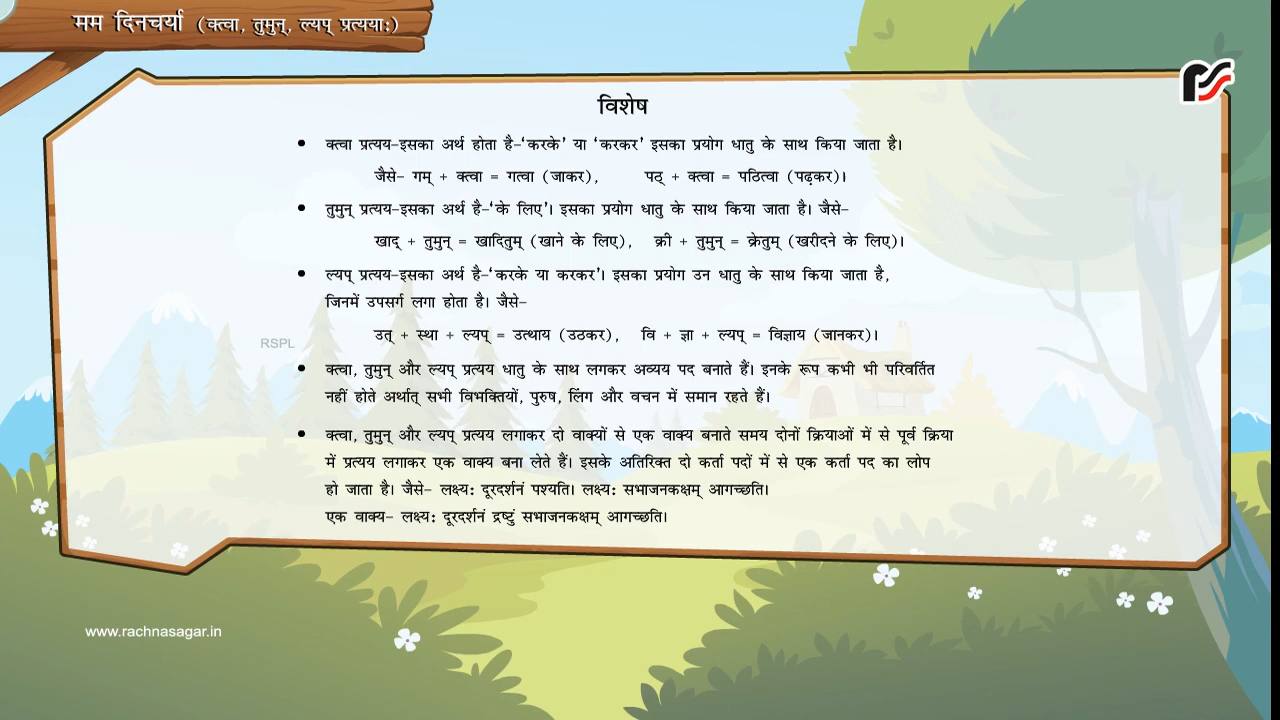 मम दिनचर्या (क्त्वा, तुमुन्, ल्यप् प्रत्ययाः)
विशेष
• क्त्वा प्रत्यय-इसका अर्थ होता है-‘करके’ या ‘करकर’ इसका प्रयोग धातु के साथ किया जाता है।
जैसे- गम् + क्त्वा = गत्वा (जाकर), पठ् + क्त्वा = पठित्वा (पढ़कर)।
• तुमुन् प्रत्यय-इसका अर्थ है-‘के लिए’। इसका प्रयोग धातु के साथ किया जाता है। जैसे-
खाद् + तुमुन् = खादितुम् (खाने के लिए), क्री + तुमुन् = क्रेतुम् (खरीदने के लिए)।
• ल्यप् प्रत्यय-इसका अर्थ है-‘करके या करकर’। इसका प्रयोग उन धातु के साथ किया जाता है,
जिनमें उपसर्ग लगा होता है। जैसे-
उत् + स्था + ल्यप् = उत्थाय (उठकर), वि + ज्ञा + ल्यप् = विज्ञाय (जानकर)।
RSPL
• क्त्वा, तुमुन् और ल्यप् प्रत्यय धातु के साथ लगकर अव्यय पद बनाते हैं। इनके रूप कभी भी परिवर्तित
नहीं होते अर्थात् सभी विभक्तियों, पुरुष, लिंग और वचन में समान रहते हैं।
• क्त्वा, तुमुन् और ल्यप् प्रत्यय लगाकर दो वाक्यों से एक वाक्य बनाते समय दोनों क्रियाओं में से पूर्व क्रिया
में प्रत्यय लगाकर एक वाक्य बना लेते हैं। इसके अतिरिक्त दो कर्ता पदों में से एक कर्ता पद का लोप
हो जाता है। जैसे- लक्ष्यः दूरदर्शनं पश्यति। लक्ष्यः सभाजनकक्षम् आगच्छति।
एक वाक्य- लक्ष्यः दूरदर्शनं द्रष्टुं सभाजनकक्षम् आगच्छति।
www.rachnasagar.in